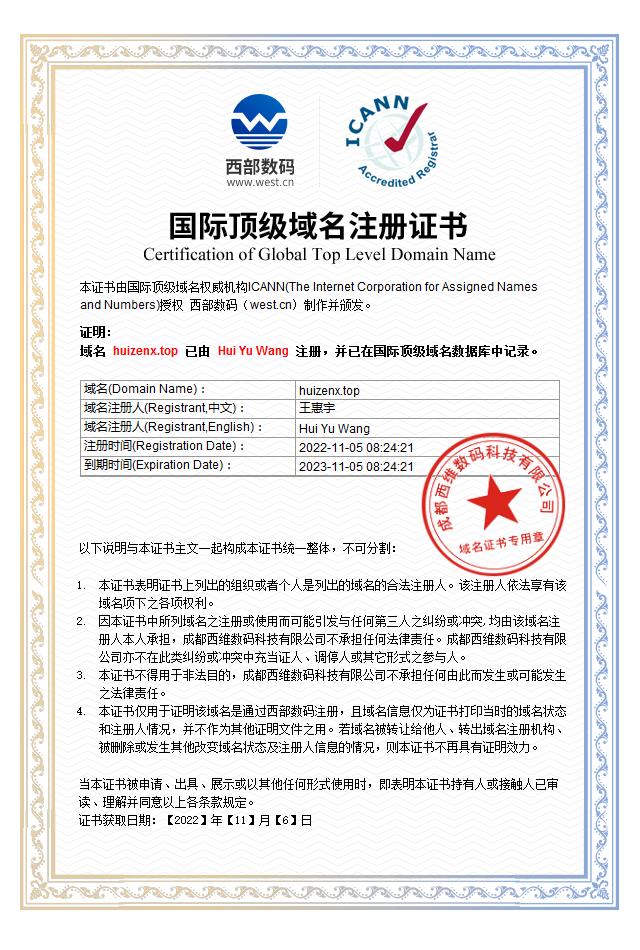 西部数码
www.west.cn
ICANN
Accredited Registrar
国际顶级域名注册证书
Certification of Global Top Level Domain Name
本证书由国际顶级域名权威机构ICANN(The Internet Corporation for Assigned Names
and Numbers)授权 西部数码（west.cn）制作并颁发。
证明：
域名 huizenx.top 已由 Hui Yu Wang 注册，并已在国际顶级域名数据库中记录。
域名(Domain Name)： huizenx.top
域名注册人(Registrant,中文)： 王惠宇
域名注册人(Registrant,English)： Hui Yu Wang
注册时间(Registration Date)： 2022-11-05 08:24:21
到期时间(Expiration Date)： 2023-11-05 08:24:21
成都西维数码科技有限公司
域名证书专用章
以下说明与本证书主文一起构成本证书统一整体，不可分割：
1. 本证书表明证书上列出的组织或者个人是列出的域名的合法注册人。该注册人依法享有该
域名项下之各项权利。
2. 因本证书中所列域名之注册或使用而可能引发与任何第三人之纠纷或冲突,均由该域名注
册人本人承担，成都西维数码科技有限公司不承担任何法律责任。成都西维数码科技有限
公司亦不在此类纠纷或冲突中充当证人、调停人或其它形式之参与人。
3. 本证书不得用于非法目的，成都西维数码科技有限公司不承担任何由此而发生或可能发生
之法律责任。
4. 本证书仅用于证明该域名是通过西部数码注册，且域名信息仅为证书打印当时的域名状态
和注册人情况，并不作为其他证明文件之用。若域名被转让给他人、转出域名注册机构、
被删除或发生其他改变域名状态及注册人信息的情况，则本证书不再具有证明效力。
当本证书被申请、出具、展示或以其他任何形式使用时，即表明本证书持有人或接触人已审
读、理解并同意以上各条款规定。
证书获取日期：【2022】年【11】月【6】日